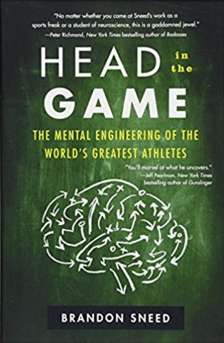 "No matter whether you come at Sneed's work as a
sports freak or a student of neuroscience, this is a goddamned jewel."
—Peter Richmond, New York Times bestselling author of Badasses
HEAD in the
GAME
THE MENTAL ENGINEERING OF THE
WORLD'S GREATEST ATHLETES
"You'll marvel at what he uncovers."
—Jeff Pearlman, New York Times
bestselling author of Gunslinger
BRANDON SNEED